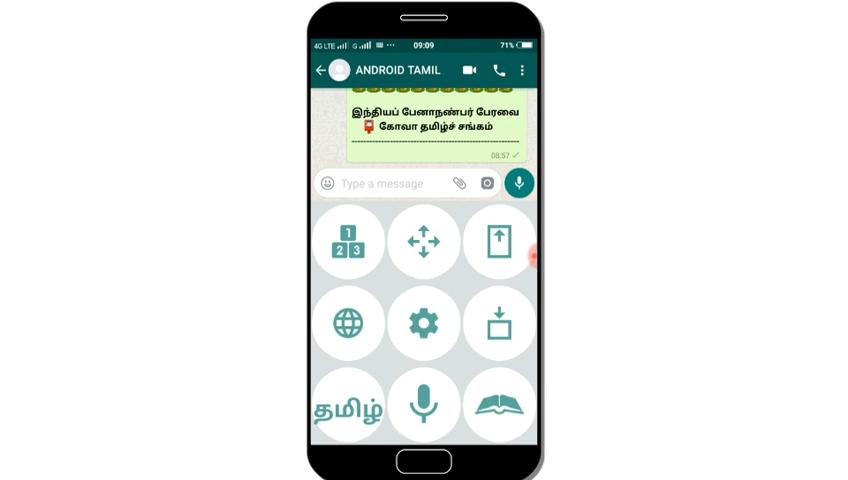 4G LTE G ... 09:09 71%
ANDROID TAMIL
இந்தியப் பேனாநண்பர் பேரவை
கோவா தமிழ்ச் சங்கம்
08:57
Type a message
1
2 3
தமிழ்